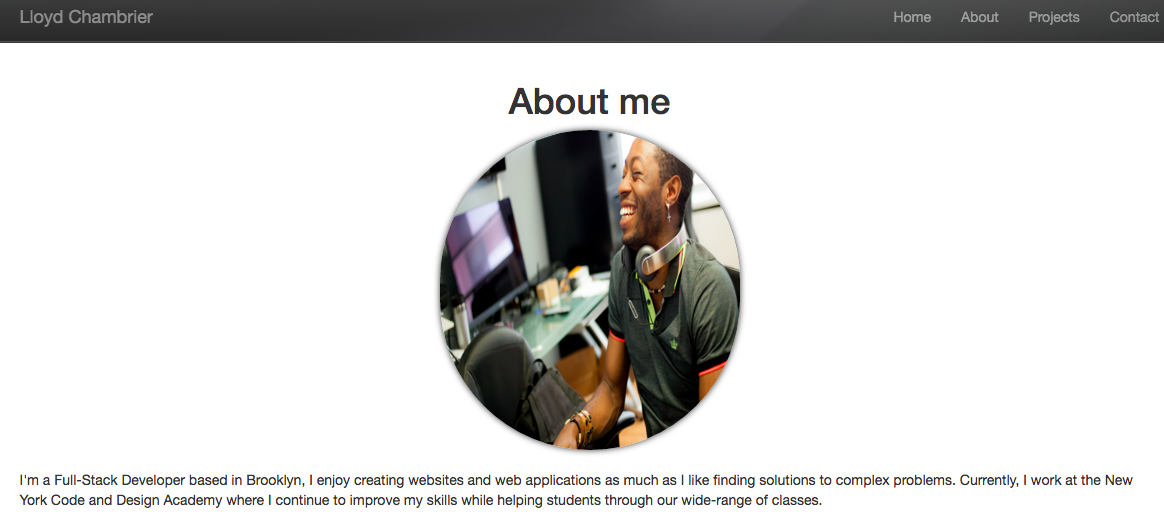 Lloyd Chambrier
Home About Projects Contact
About me
I'm a Full-Stack Developer based in Brooklyn, I enjoy creating websites and web applications as much as I like finding solutions to complex problems. Currently, I work at the New
York Code and Design Academy where I continue to improve my skills while helping students through our wide-range of classes.